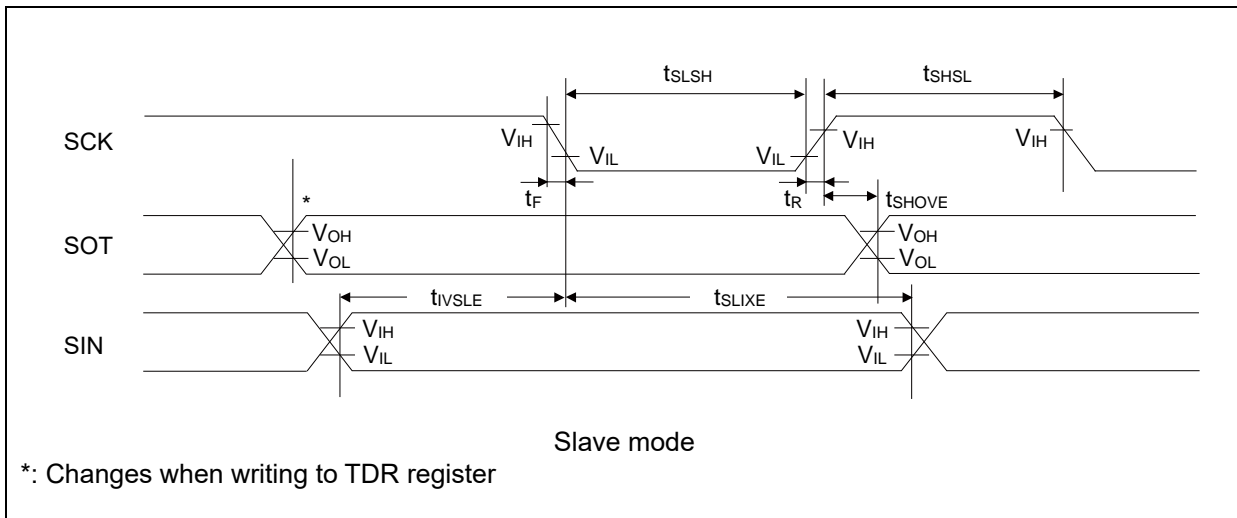 tSLSH
tSHSL
SCK
VIH
VIL
VIL
VIH
VIH
tF
tR
tSHOVE
*
SOT
VOH
VOL
VOH
VOL
tIVSLE
tSLIXE
SIN
VIH
VIL
VIH
VIL
Slave mode
*: Changes when writing to TDR register